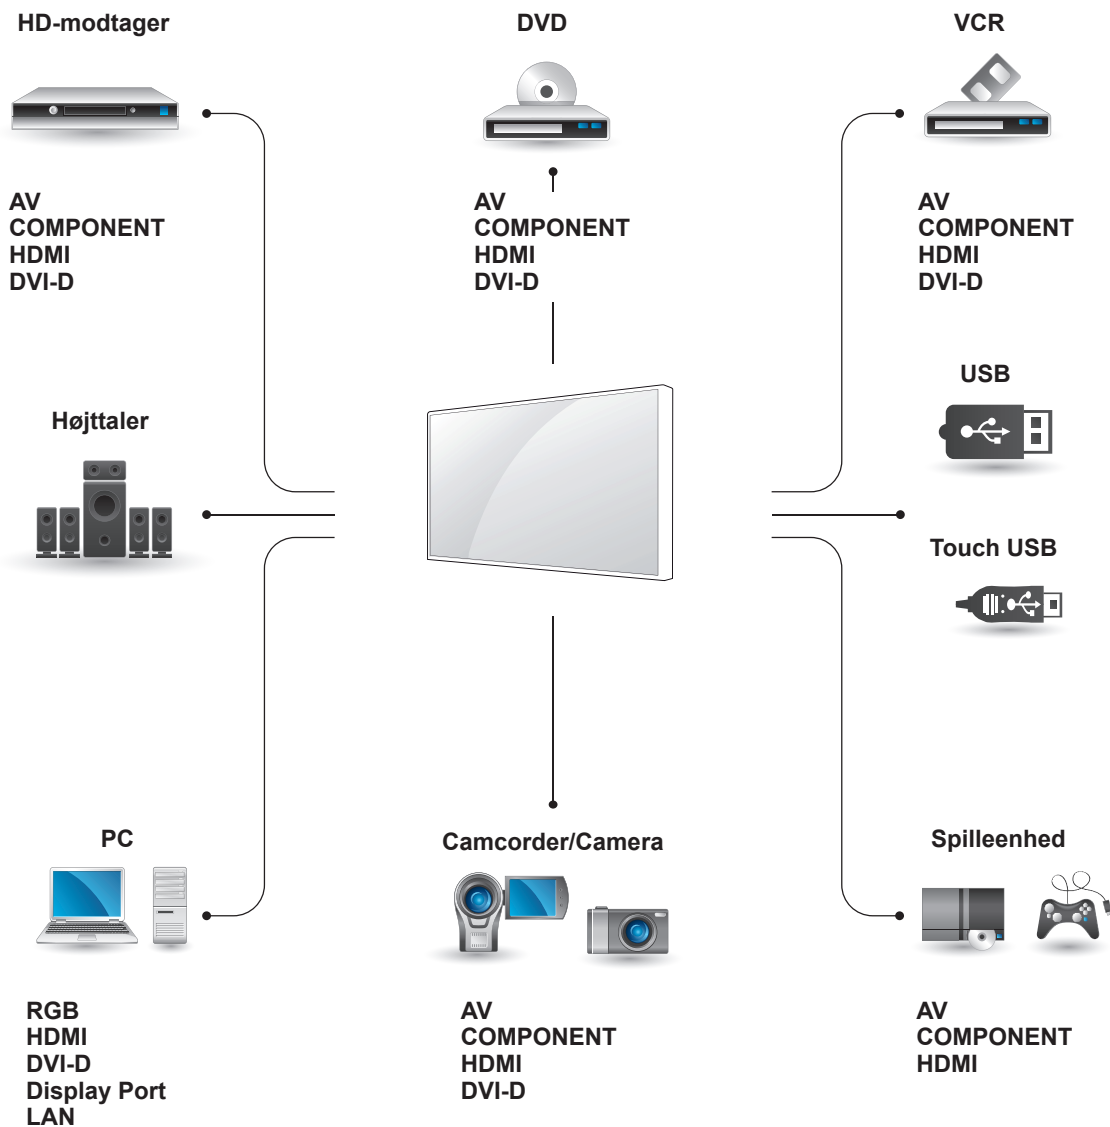 HD-modtager
AV
COMPONENT
HDMI
DVI-D
DVD
AV
COMPONENT
HDMI
DVI-D
VCR
AV
COMPONENT
HDMI
DVI-D
Højttaler
USB
Touch USB
PC
RGB
HDMI
DVI-D
Display Port
LAN
Camcorder/Camera
AV
COMPONENT
HDMI
DVI-D
Spilleenhed
AV
COMPONENT
HDMI